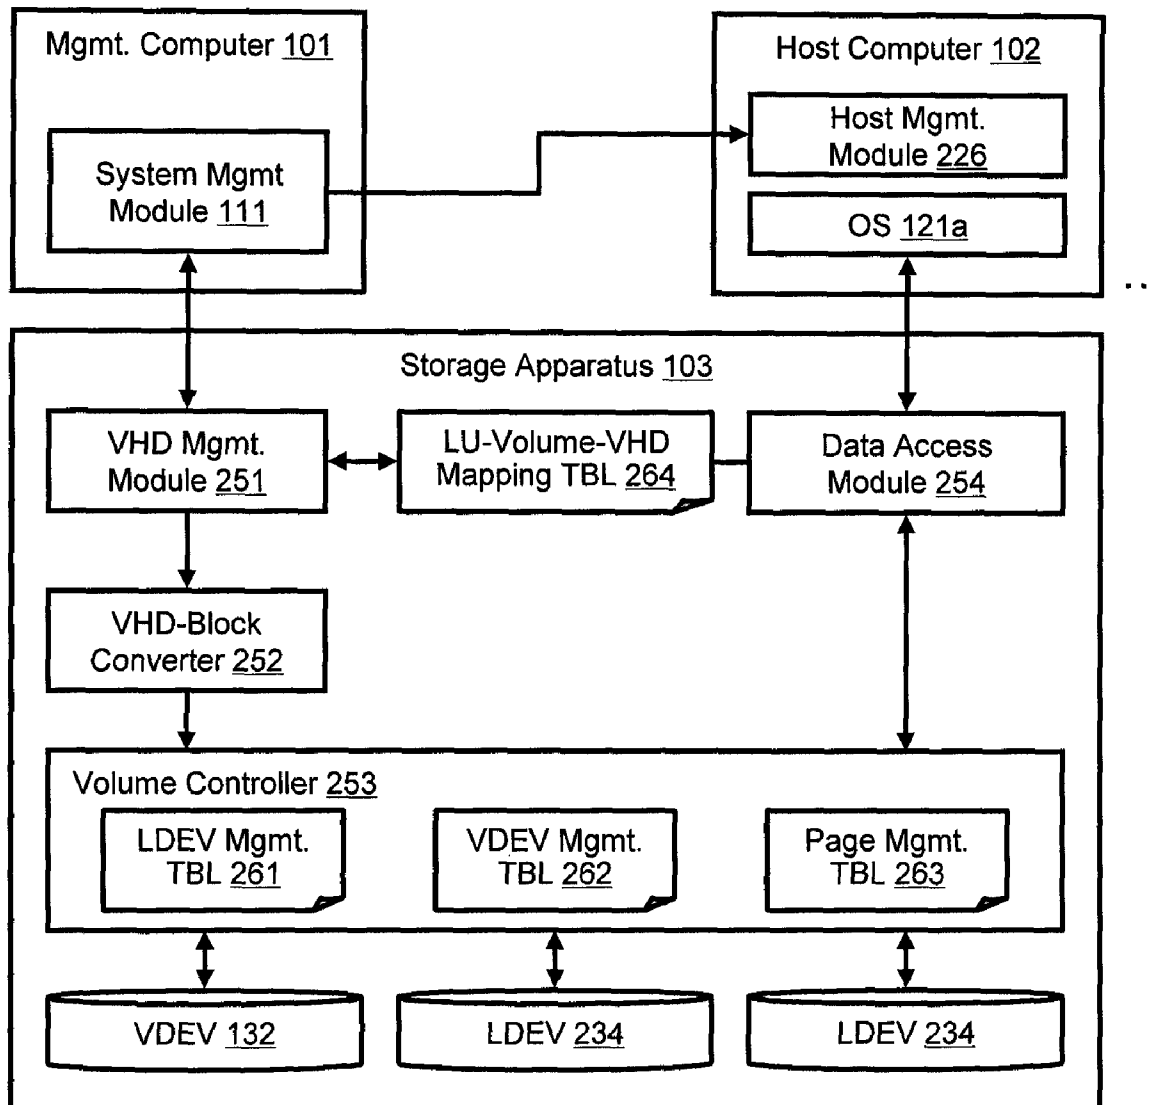 Mgmt. Computer 101
System Mgmt
Module 111
Host Computer 102
Host Mgmt.
Module 226
OS 121a
. .
Storage Apparatus 103
VHD Mgmt.
Module 251
LU-Volume-VHD
Mapping TBL 264
Data Access
Module 254
VHD-Block
Converter 252
Volume Controller 253
LDEV Mgmt.
TBL 261
VDEV Mgmt.
TBL 262
Page Mgmt.
TBL 263
VDEV 132
LDEV 234
LDEV 234